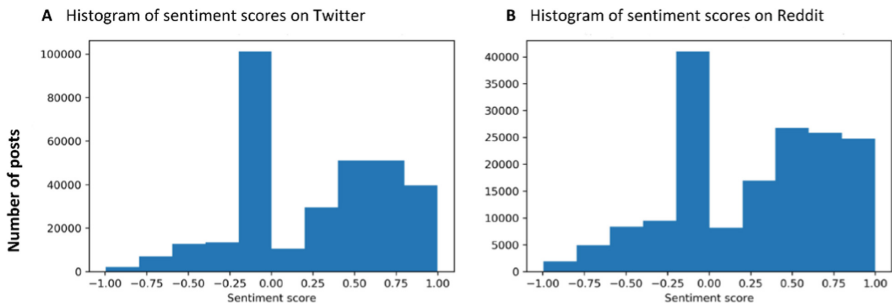 A Histogram of sentiment scores on Twitter
Number of posts
100000
80000
60000
40000
20000
0
−1.00 −0.75 −0.50 −0.25 0.00 0.25 0.50 0.75 1.00
Sentiment score
B Histogram of sentiment scores on Reddit
40000
35000
30000
25000
20000
15000
10000
5000
0
−1.00 −0.75 −0.50 −0.25 0.00 0.25 0.50 0.75 1.00
Sentiment score